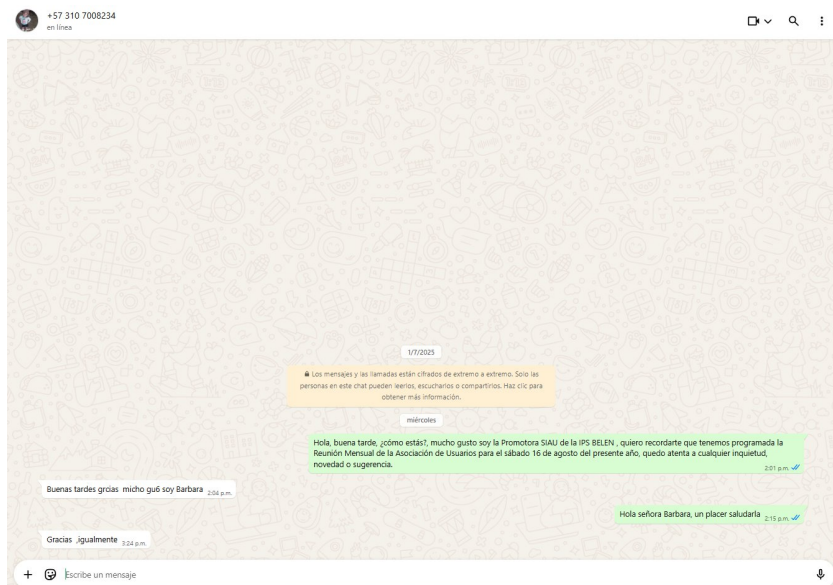 +57 310 7008234
en línea
1/7/2025
Los mensajes y las llamadas están cifrados de extremo a extremo. Solo las
personas en este chat pueden leerlos, escucharlos o compartirlos. Haz clic para
obtener más información.
miércoles
Hola, buena tarde, ¿cómo estás?, mucho gusto soy la Promotora SIAU de la IPS BELEN , quiero recordarte que tenemos programada la
Reunión Mensual de la Asociación de Usuarios para el sábado 16 de agosto del presente año, quedo atenta a cualquier inquietud,
novedad o sugerencia.
2:01 p.m.
Buenas tardes grcias micho gu6 soy Barbara 2:04 p.m.
Hola señora Barbara, un placer saludarla 2:15 p.m.
Gracias ,igualmente 3:24 p.m.
Escribe un mensaje